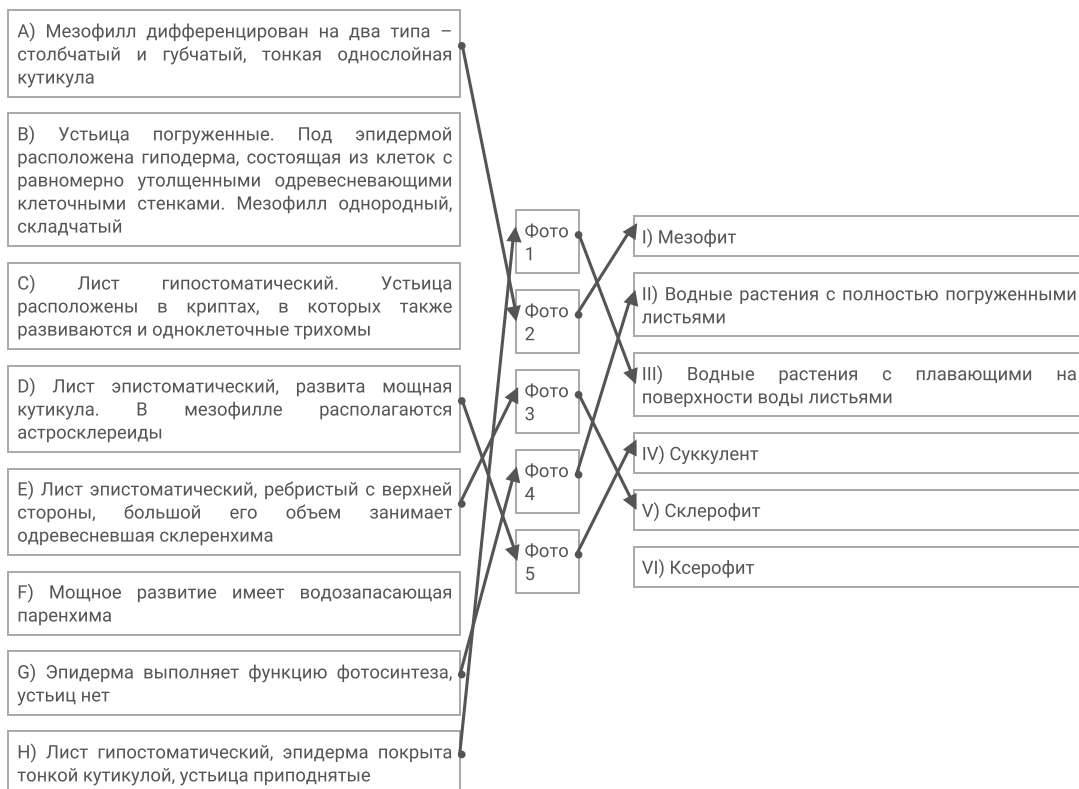 A) Мезофилл дифференцирован на два типа –
столбчатый и губчатый, тонкая однослойная
кутикула
B) Устьица погруженные. Под эпидермой
расположена гиподерма, состоящая из клеток с
равномерно утолщенными одревесневающими
клеточными стенками. Мезофилл однородный,
складчатый
C) Лист гипостоматический. Устьица
расположены в криптах, в которых также
развиваются и одноклеточные трихомы
D) Лист эпистоматический, развита мощная
кутикула. В мезофилле располагаются
астросклереиды
E) Лист эпистоматический, ребристый с верхней
стороны, большой его объем занимает
одревесневшая склеренхима
F) Мощное развитие имеет водозапасающая
паренхима
G) Эпидерма выполняет функцию фотосинтеза,
устьиц нет
H) Лист гипостоматический, эпидерма покрыта
тонкой кутикулой, устьица приподнятые
Фото
1
Фото
2
Фото
3
Фото
4
Фото
5
I) Мезофит
II) Водные растения с полностью погруженными
листьями
III) Водные растения с плавающими на
поверхности воды листьями
IV) Суккулент
V) Склерофит
VI) Ксерофит